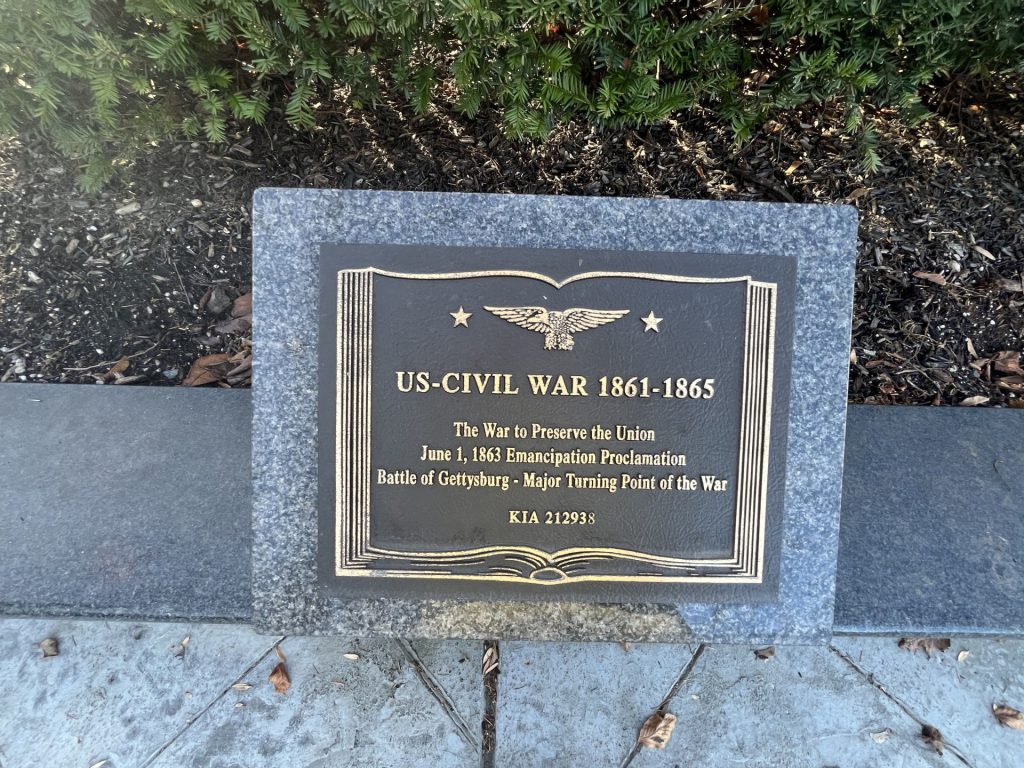 US-CIVIL WAR 1861-1865
The War to Preserve the Union
June 1, 1863 Emancipation Proclamation
Battle of Gettysburg - Major Turning Point of the War
KIA 212938